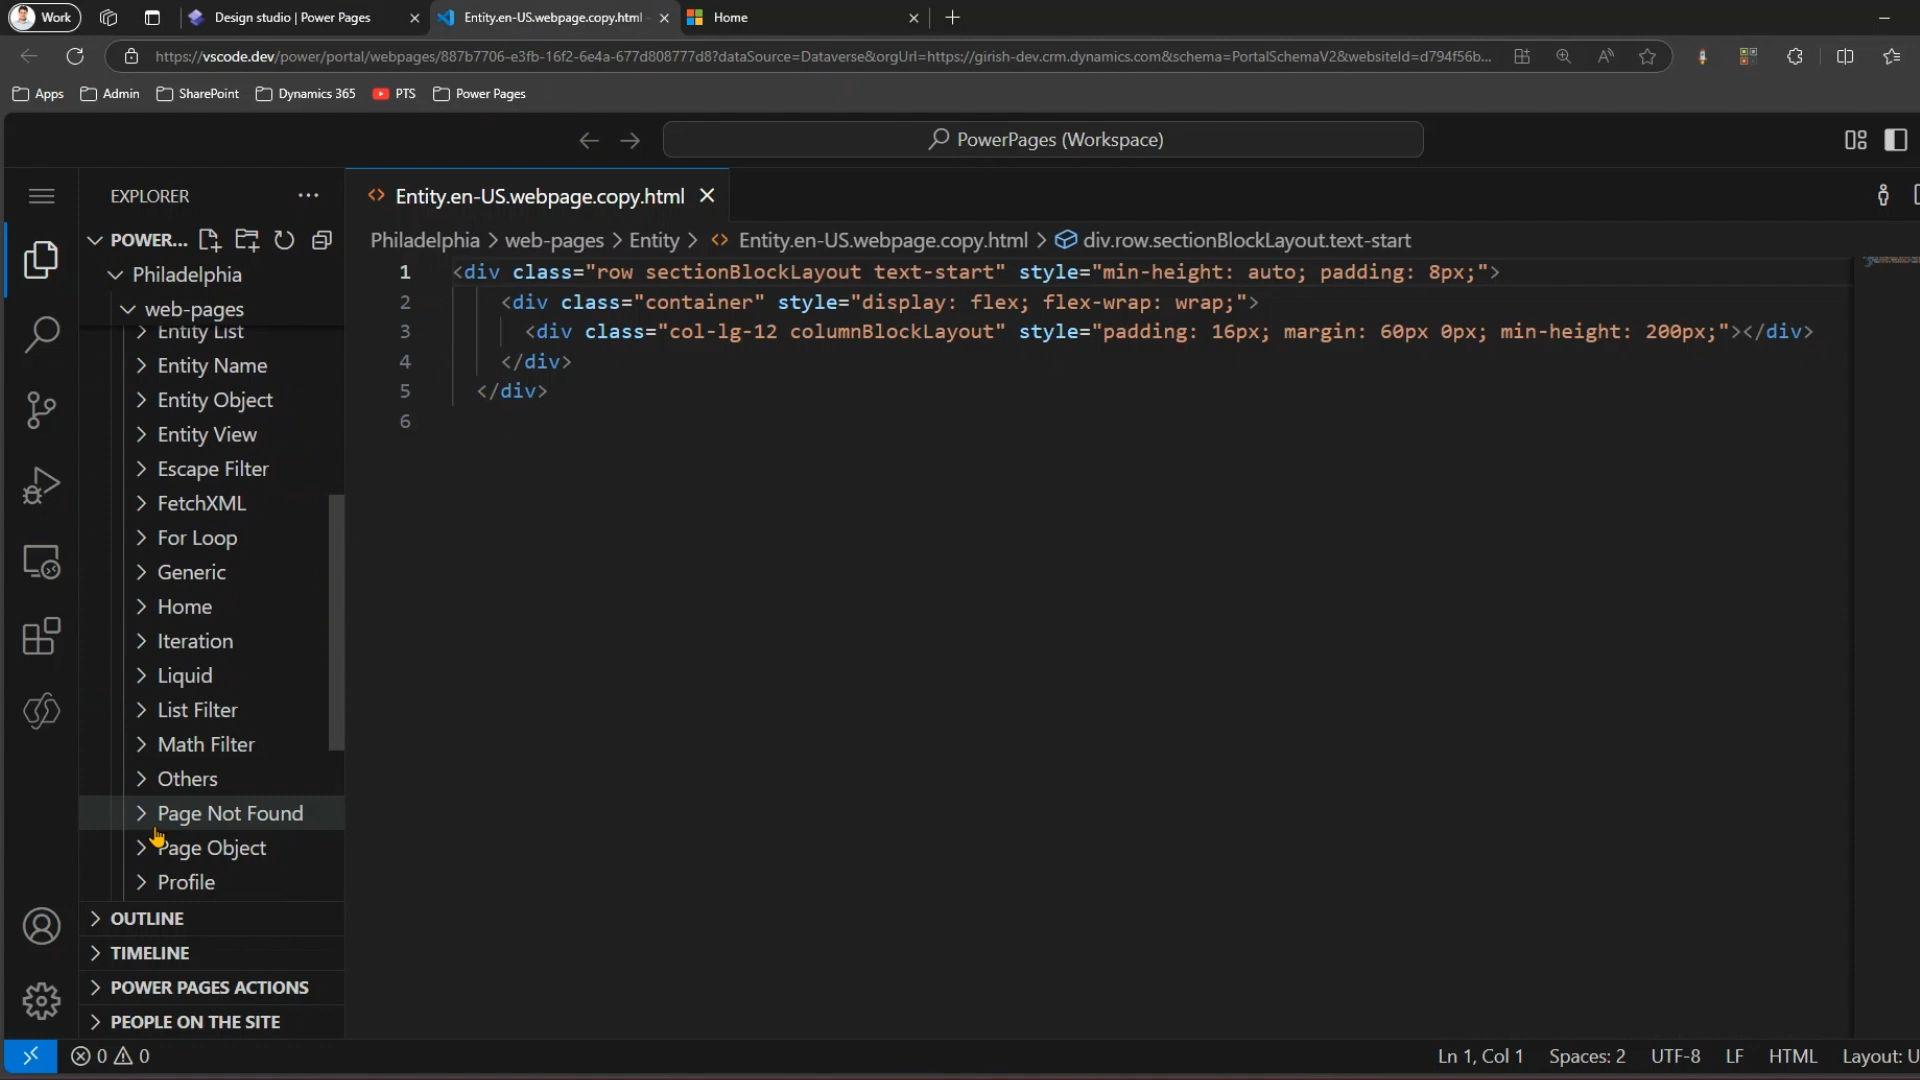 Work
Design studio | Power Pages
Entity.en-US.webpage.copy.html
Home
https://vscode.dev/power/portal/webpages/887b7706-e3fb-16f2-6e4a-677d808777d8?dataSource=Dataverse&orgUrl=https://girish-dev.crm.dynamics.com&schema=PortalSchemaV2&websiteId=d794f56b...
Apps
Admin
SharePoint
Dynamics 365
PTS
Power Pages
PowerPages (Workspace)
EXPLORER
Entity.en-US.webpage.copy.html
POWER...
Philadelphia > web-pages > Entity > Entity.en-US.webpage.copy.html > div.row.sectionBlockLayout.text-start
Philadelphia
web-pages
Entity List
Entity Name
Entity Object
Entity View
Escape Filter
FetchXML
For Loop
Generic
Home
Iteration
Liquid
List Filter
Math Filter
Others
Page Not Found
Page Object
Profile
OUTLINE
TIMELINE
POWER PAGES ACTIONS
PEOPLE ON THE SITE
1 <div class="row sectionBlockLayout text-start" style="min-height: auto; padding: 8px;">
2 <div class="container" style="display: flex; flex-wrap: wrap;">
3 <div class="col-lg-12 columnBlockLayout" style="padding: 16px; margin: 60px 0px; min-height: 200px;"></div>
4 </div>
5 </div>
6
0 0
Ln 1, Col 1
Spaces: 2
UTF-8
LF
HTML
Layout: U